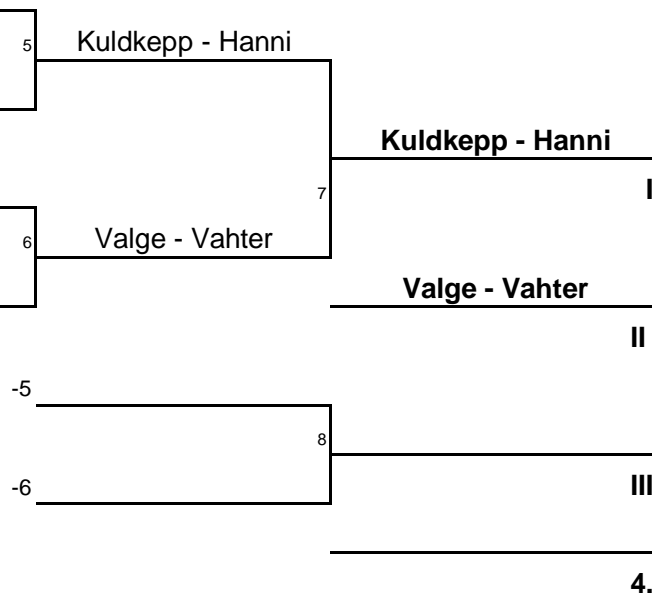 5
Kuldkepp - Hanni
Kuldkepp - Hanni
7
I
6
Valge - Vahter
Valge - Vahter
II
-5
8
-6
III
4.